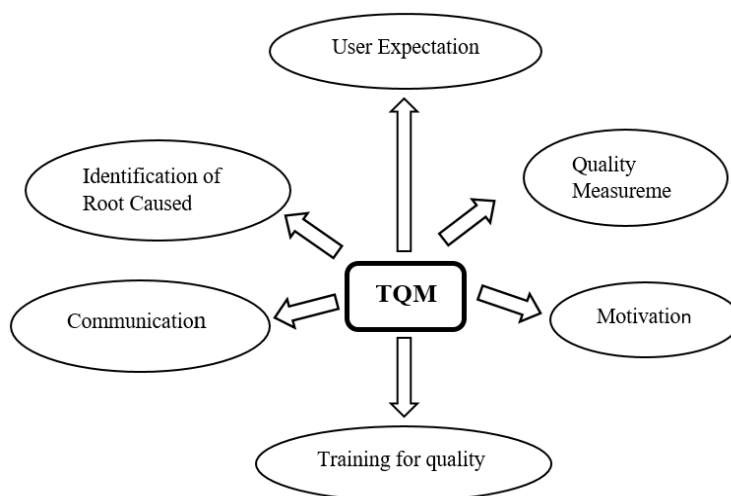 User Expectation
Identification of
Root Caused
Quality
Measureme
TQM
Communication
Motivation
Training for quality